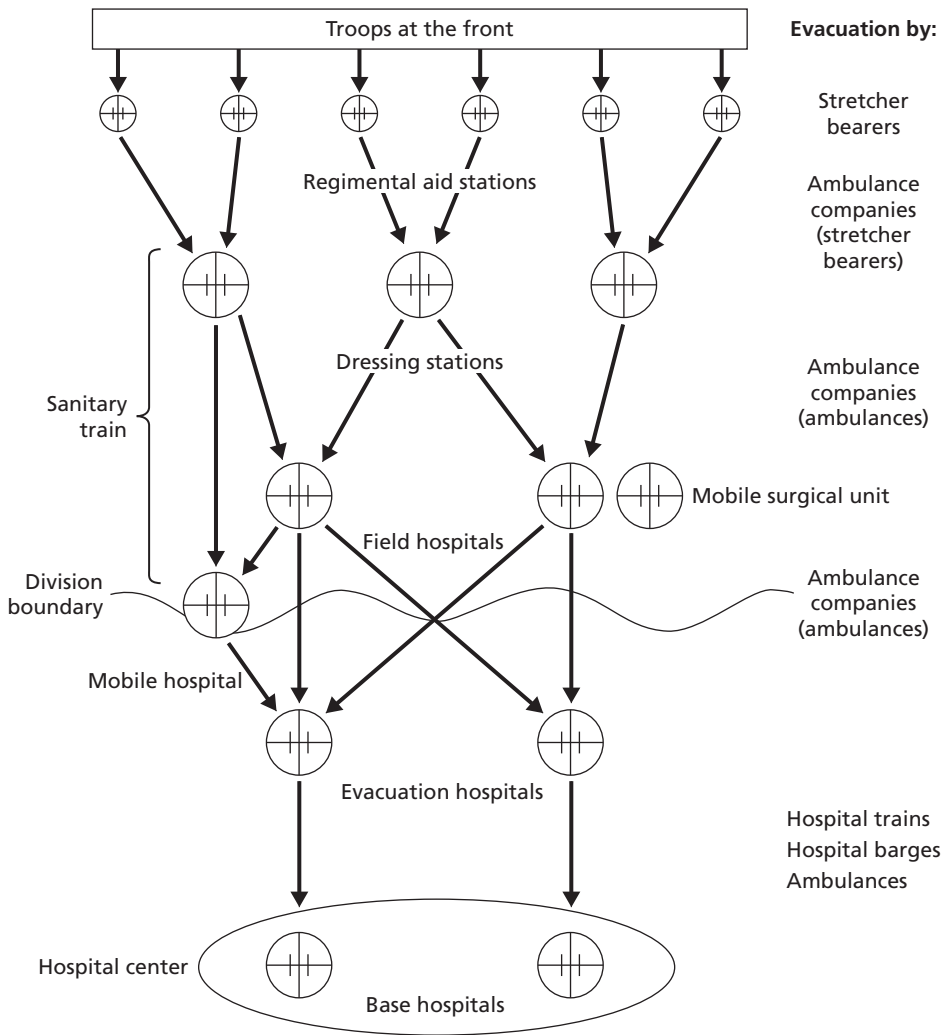 Troops at the front
Evacuation by:
Stretcher
bearers
Regimental aid stations
Ambulance
companies
(stretcher
bearers)
Dressing stations
Ambulance
companies
(ambulances)
Sanitary
train
Mobile surgical unit
Field hospitals
Division
boundary
Ambulance
companies
(ambulances)
Mobile hospital
Evacuation hospitals
Hospital trains
Hospital barges
Ambulances
Hospital center
Base hospitals